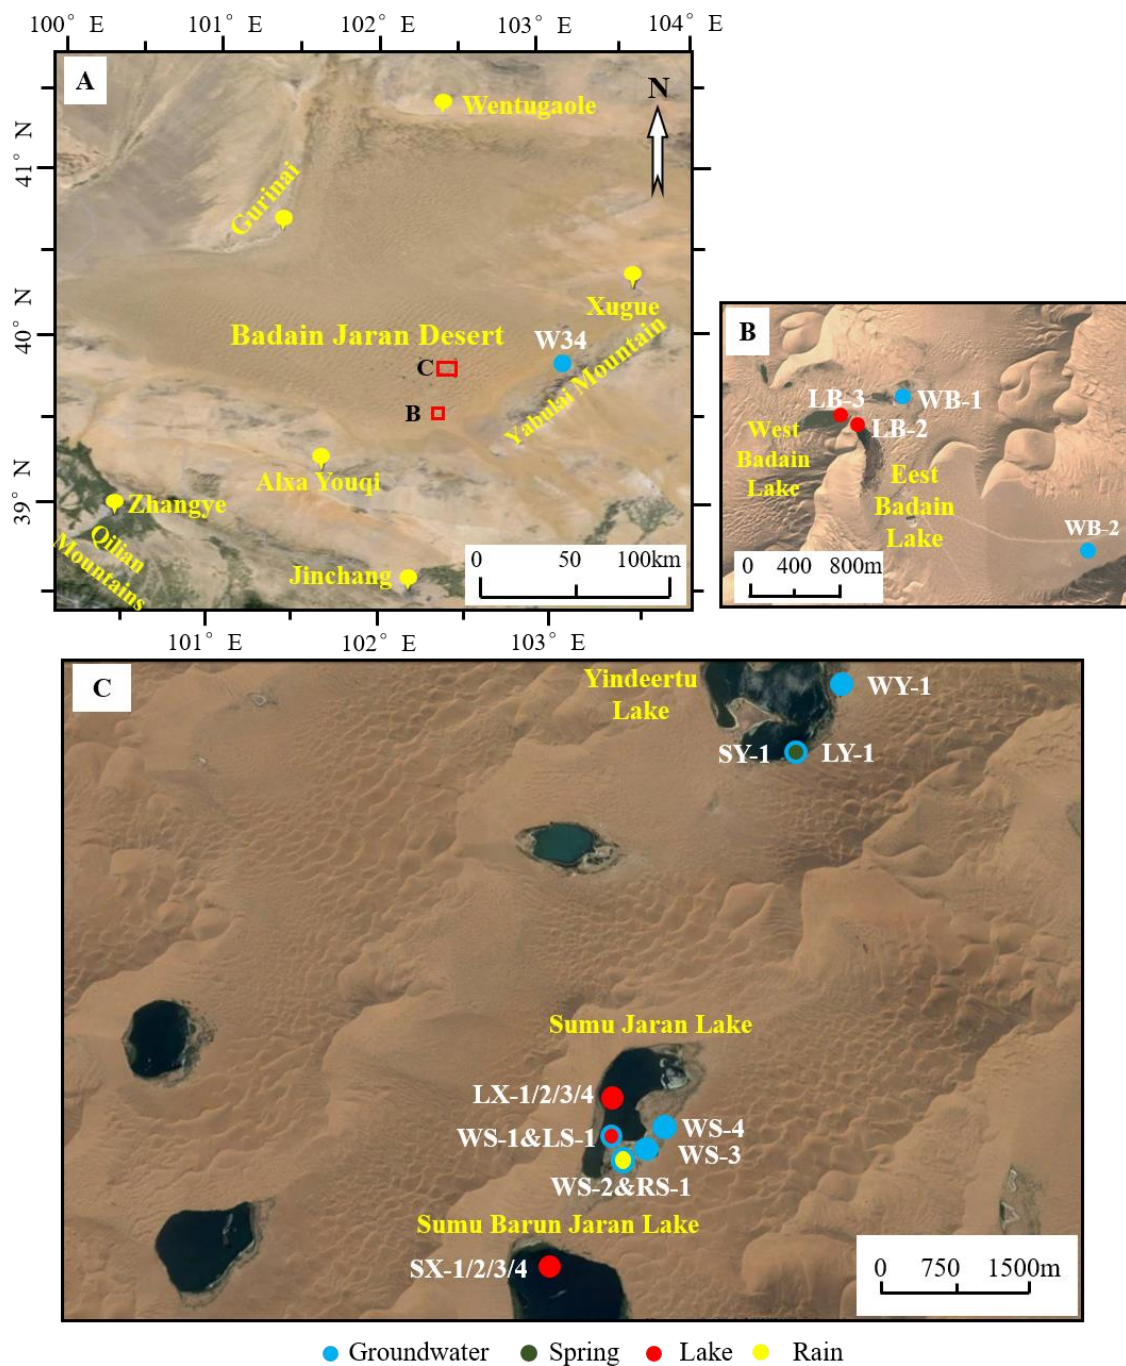 100° E 101° E 102° E 103° E 104° E
A
N
Wentugaole
41° N
Gurinai
Xugue
40° N
40° N
Badain Jaran Desert
W34
C
B
Yabulai Mountain
Alxa Youqi
39° N
39° N
Zhangye
Qilian
Mountains
Jinchang
0 50 100km
101° E 102° E 103° E
B
LB-3
WB-1
LB-2
West
Badain
Lake
Eest
Badain
Lake
WB-2
0 400 800m
C
Yindeertu
Lake
WY-1
SY-1
LY-1
Sumu Jaran Lake
LX-1/2/3/4
WS-1&LS-1
WS-4
WS-3
WS-2&RS-1
Sumu Barun Jaran Lake
SX-1/2/3/4
0 750 1500m
Groundwater Spring Lake Rain